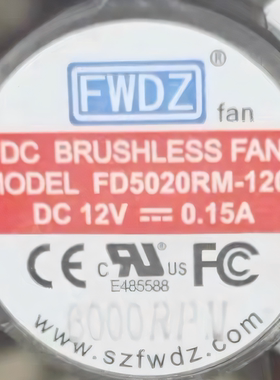 FWDZ®
fan
DC BRUSHLESS FAN
MODEL FD5020RM-12
DC 12V ⎓ 0.15A
CE c RU US FC
E485588
6000RPM
www.szfwdz.com